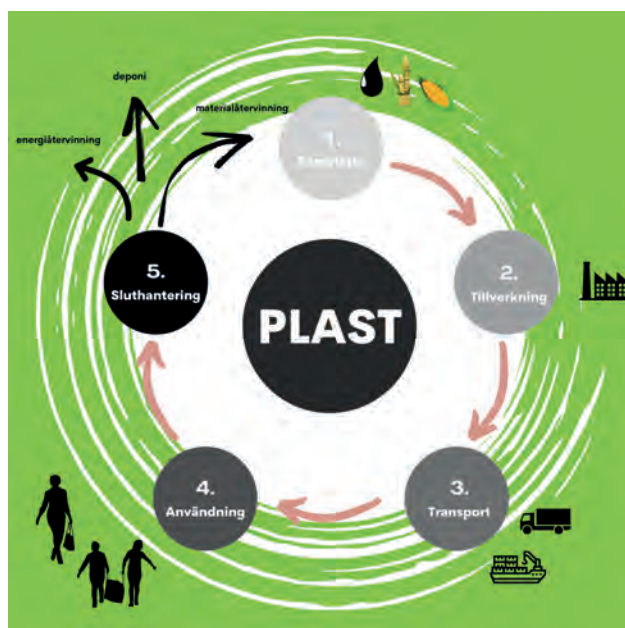 deponi
materialåtervinning
energiåtervinning
1.
2.
Tillverkning
5.
Sluthantering
PLAST
4.
Användning
3.
Transport